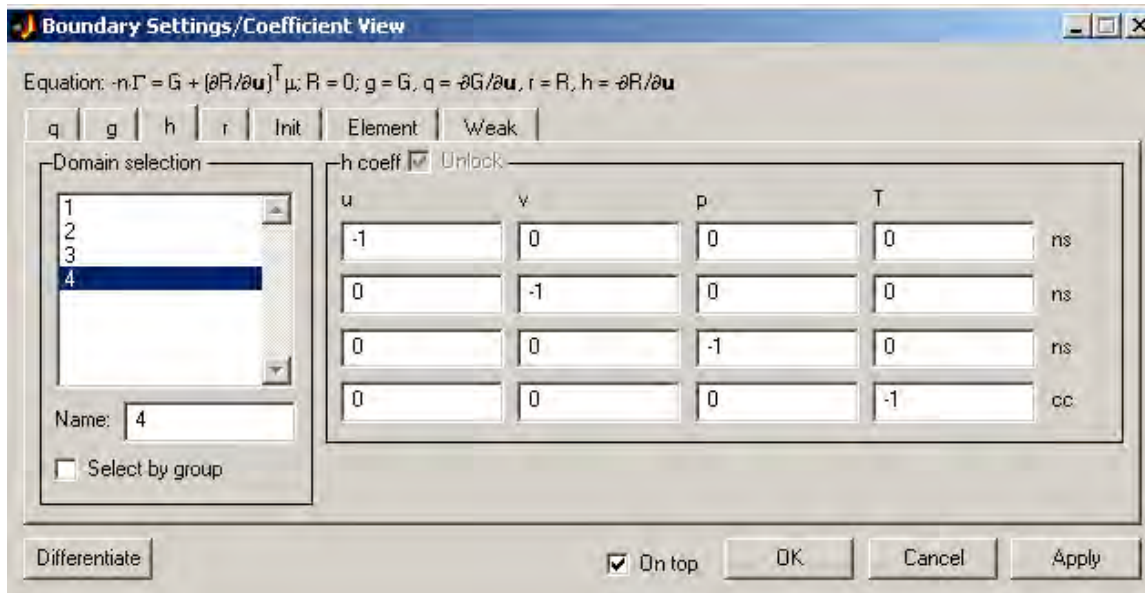 Boundary Settings/Coefficient View
Equation: -n.Γ = G + (∂R/∂u)ᵀμ; R = 0; g = G, q = -∂G/∂u, r = R, h = -∂R/∂u
q g h r Init Element Weak
Domain selection
h coeff Unlock
1
2
3
4
u v p T
-1 0 0 0 ns
0 -1 0 0 ns
0 0 -1 0 ns
0 0 0 -1 cc
Name: 4
Select by group
Differentiate On top OK Cancel Apply